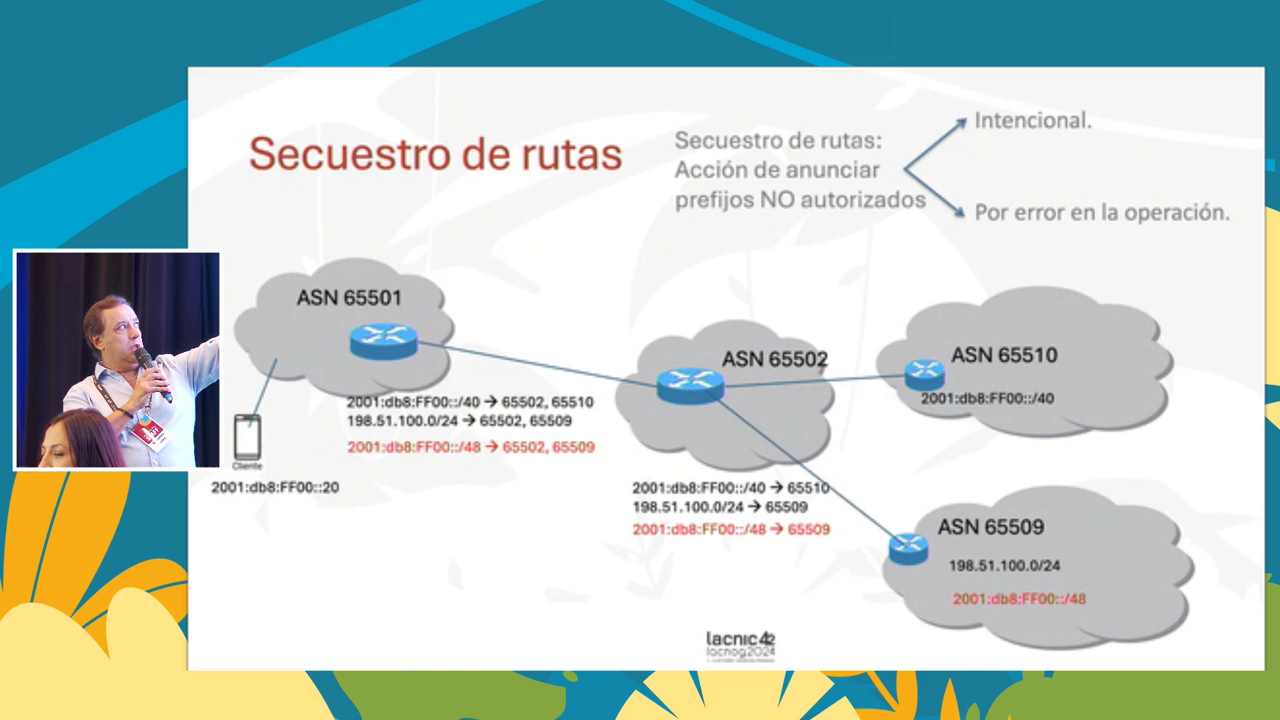 Secuestro de rutas
Secuestro de rutas:
Acción de anunciar
prefijos NO autorizados
Intencional.
Por error en la operación.
ASN 65501
2001:db8:FF00::/40 → 65502, 65510
198.51.100.0/24 → 65502, 65509
2001:db8:FF00::/48 → 65502, 65509
Cliente
2001:db8:FF00::20
ASN 65502
2001:db8:FF00::/40 → 65510
198.51.100.0/24 → 65509
2001:db8:FF00::/48 → 65509
ASN 65510
2001:db8:FF00::/40
ASN 65509
198.51.100.0/24
2001:db8:FF00::/48
lacnic42
lacnog2024